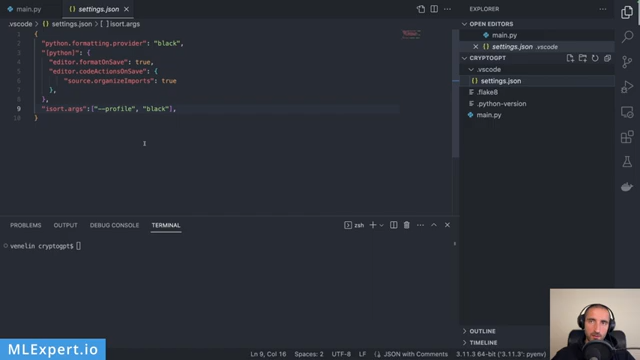 main.py
settings.json
.vscode > {} settings.json > [ ] isort.args
1 {
2 "python.formatting.provider": "black",
3 "[python]": {
4 "editor.formatOnSave": true,
5 "editor.codeActionsOnSave": {
6 "source.organizeImports": true
7 },
8 },
9 "isort.args":["--profile", "black"],
10 }
EXPLORER
OPEN EDITORS
main.py
settings.json .vscode
CRYPTOGPT
.vscode
settings.json
.flake8
.python-version
main.py
PROBLEMS OUTPUT DEBUG CONSOLE TERMINAL
zsh
venelin cryptogpt$
OUTLINE
TIMELINE
MLExpert.io
Ln 9, Col 16 Spaces: 2 UTF-8 LF {} JSON with Comments 3.11.3 64-bit ('3.11.3': pyenv)